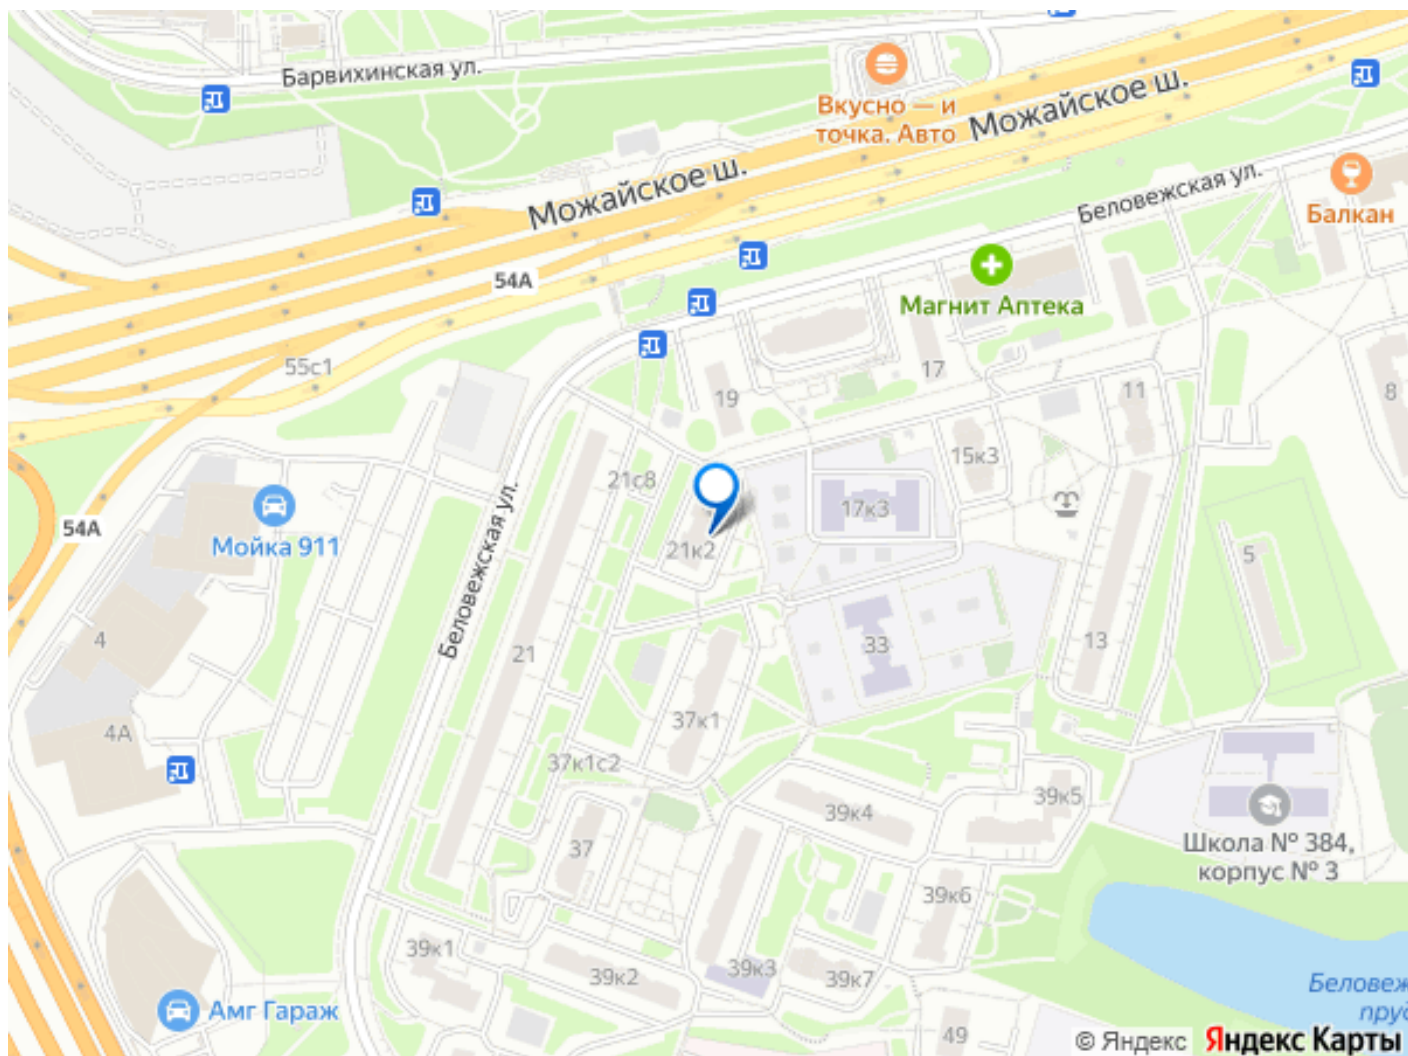 Барвихинская ул.
Вкусно — и
точка. Авто
Можайское ш.
Можайское ш.
Беловежская ул.
Балкан
54А
Магнит Аптека
55с1
17
8
19
11
21с8
15к3
Беловежская ул.
17к3
54А
Мойка 911
21к2
5
4
21
33
13
37к1
4А
37к1с2
39к5
39к4
Школа № 384,
корпус № 3
37
39к6
39к1
39к2
39к3
39к7
Амг Гараж
49
© Яндекс
Яндекс Карты